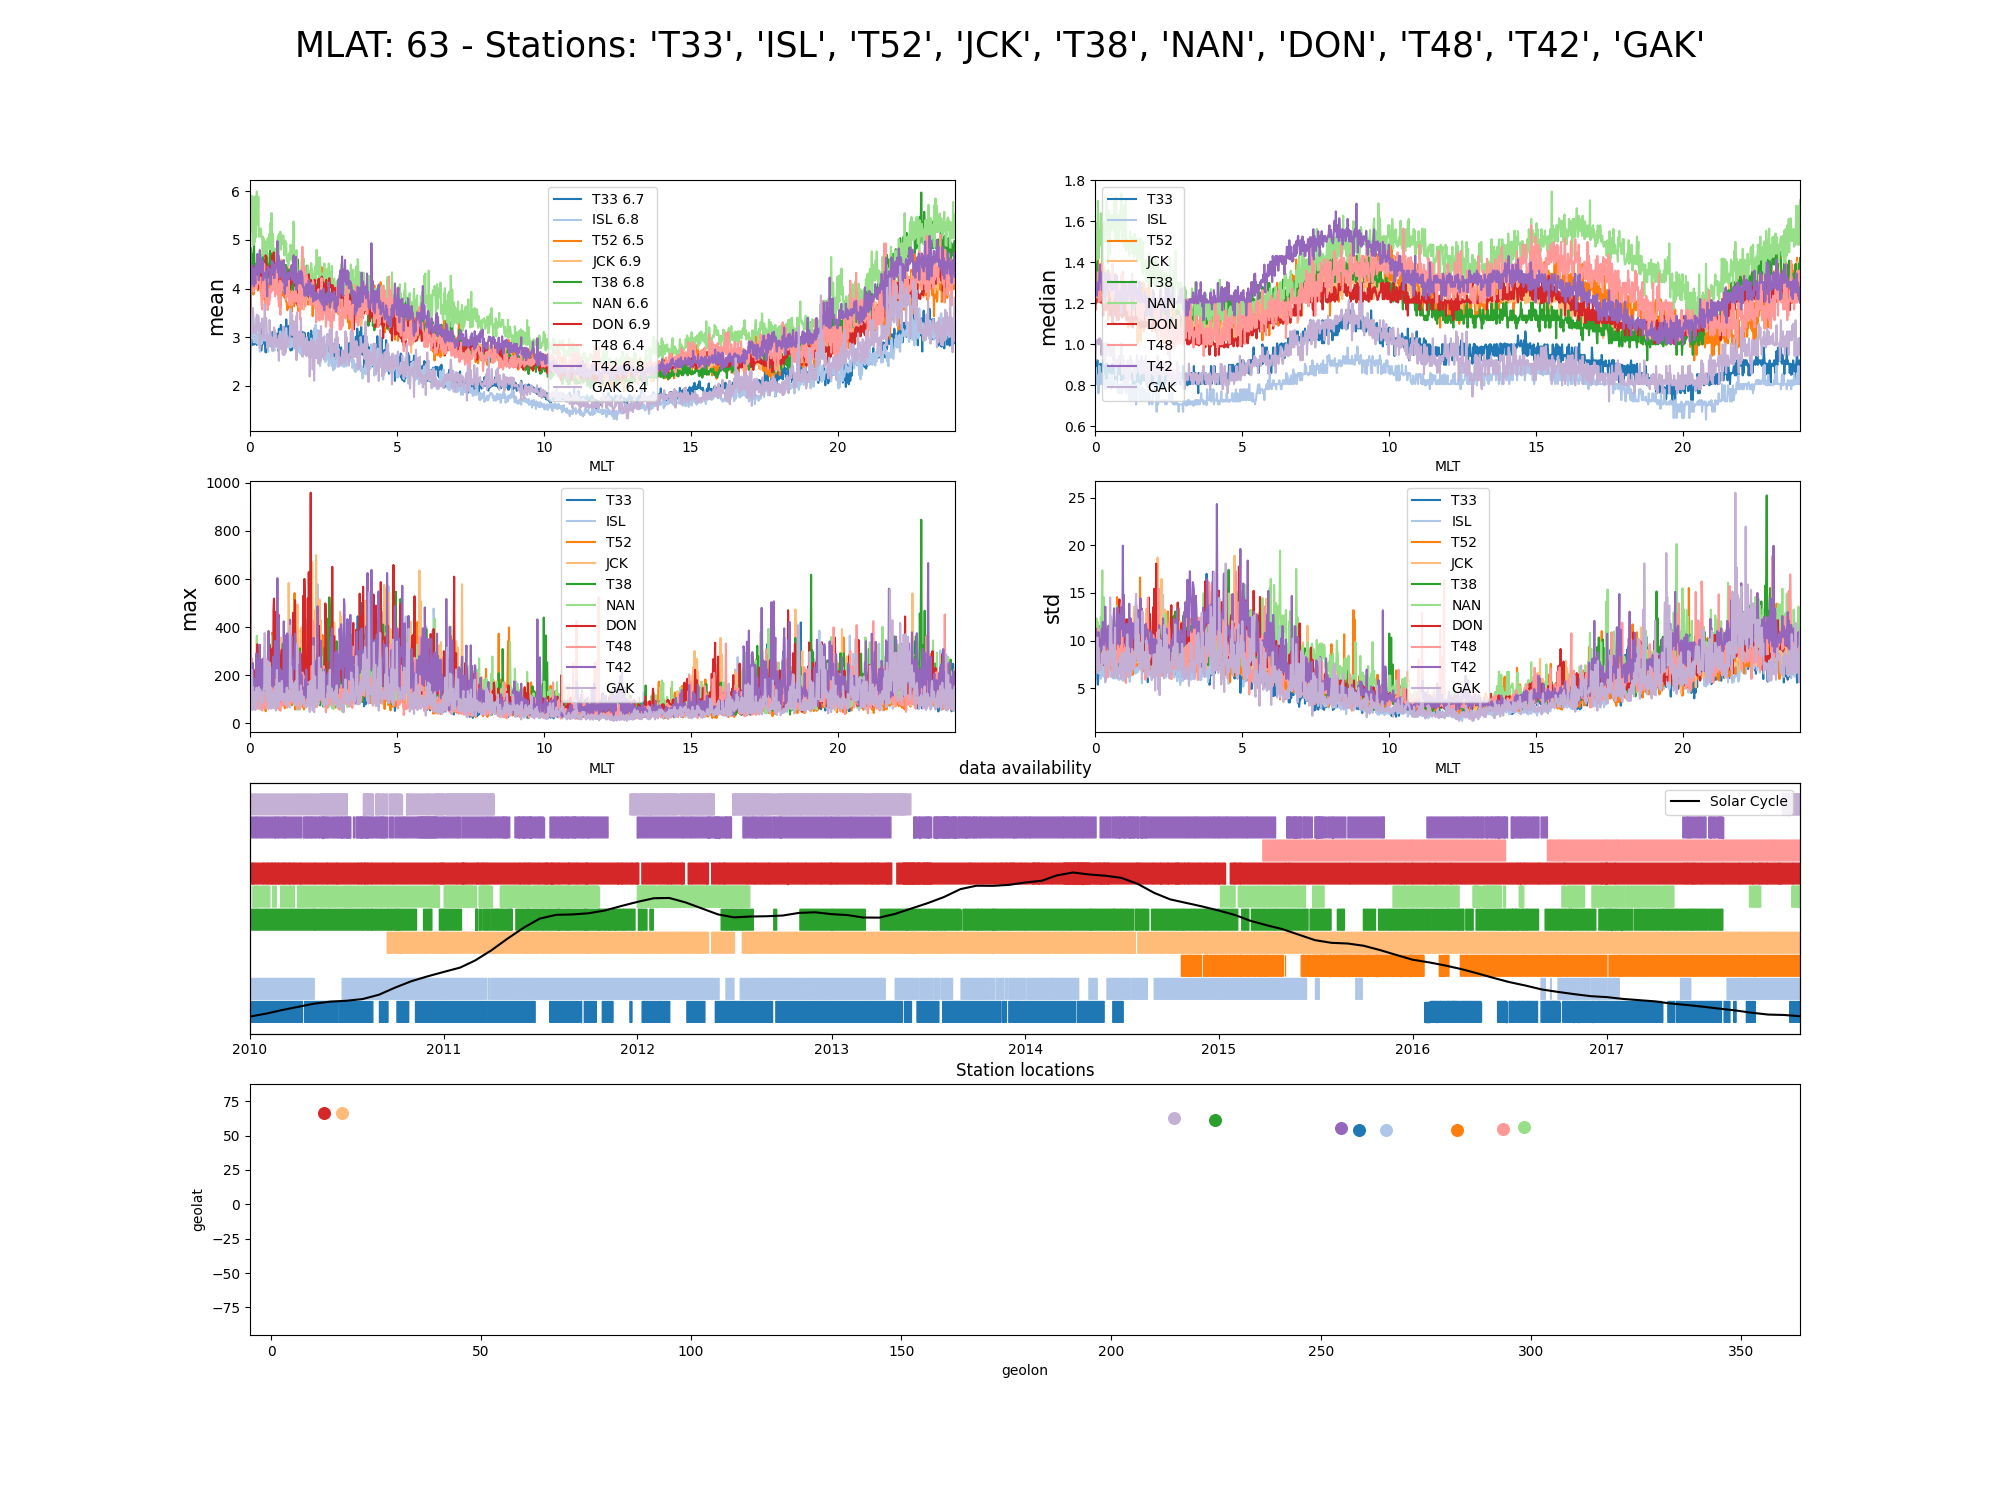 MLAT: 63 - Stations: 'T33', 'ISL', 'T52', 'JCK', 'T38', 'NAN', 'DON', 'T48', 'T42', 'GAK'
mean
6
5
4
3
2
T33 6.7
ISL 6.8
T52 6.5
JCK 6.9
T38 6.8
NAN 6.6
DON 6.9
T48 6.4
T42 6.8
GAK 6.4
0 5 10 15 20
MLT
median
1.8
1.6
1.4
1.2
1.0
0.8
0.6
T33
ISL
T52
JCK
T38
NAN
DON
T48
T42
GAK
0 5 10 15 20
MLT
max
1000
800
600
400
200
0
T33
ISL
T52
JCK
T38
NAN
DON
T48
T42
GAK
0 5 10 15 20
MLT
std
25
20
15
10
5
T33
ISL
T52
JCK
T38
NAN
DON
T48
T42
GAK
0 5 10 15 20
MLT
data availability
Solar Cycle
2010 2011 2012 2013 2014 2015 2016 2017
Station locations
geolat
75
50
25
0
−25
−50
−75
0 50 100 150 200 250 300 350
geolon